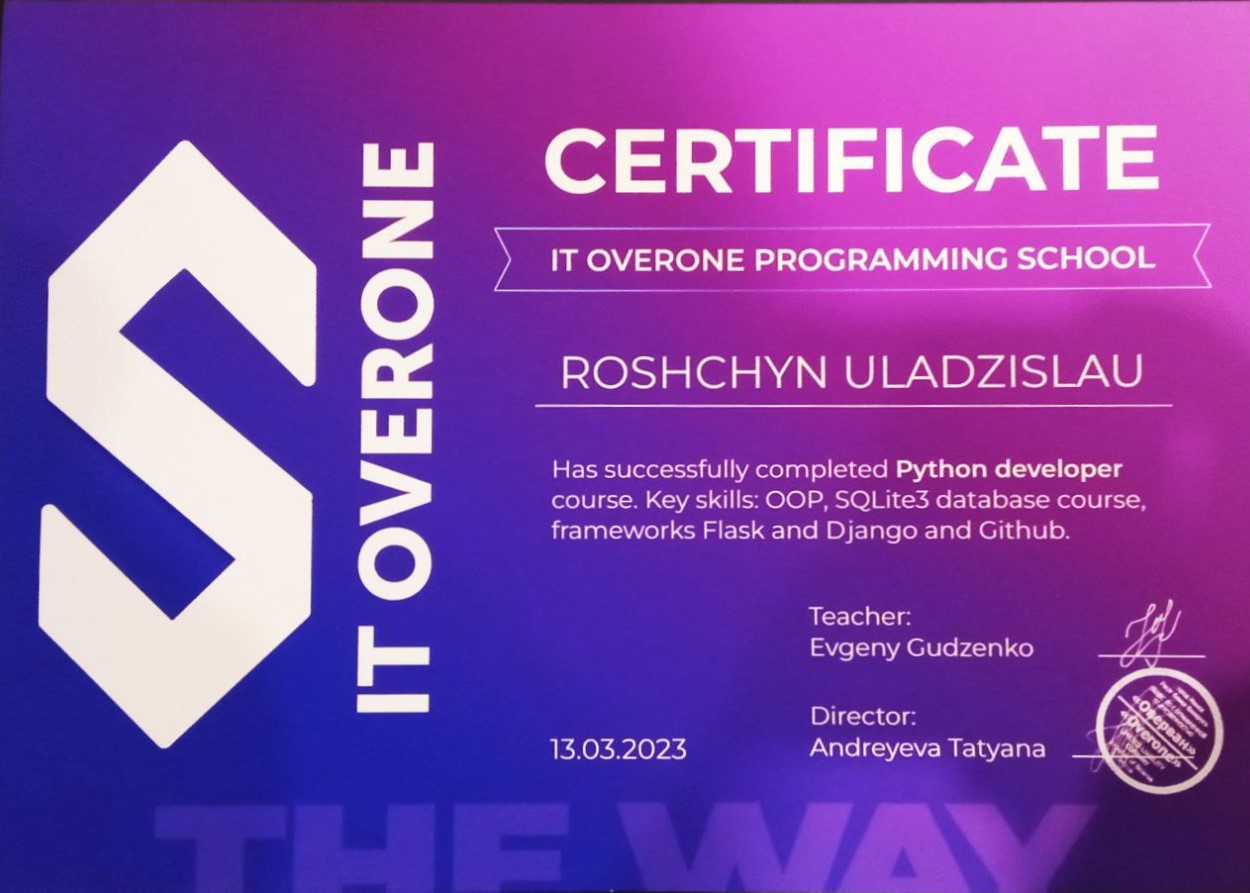 CERTIFICATE
IT OVERONE PROGRAMMING SCHOOL
IT OVERONE
ROSHCHYN ULADZISLAU
Has successfully completed Python developer
course. Key skills: OOP, SQLite3 database course,
frameworks Flask and Django and Github.
Teacher:
Evgeny Gudzenko
Director:
13.03.2023 Andreyeva Tatyana
«Оверван»
«Overone»
THE WAY